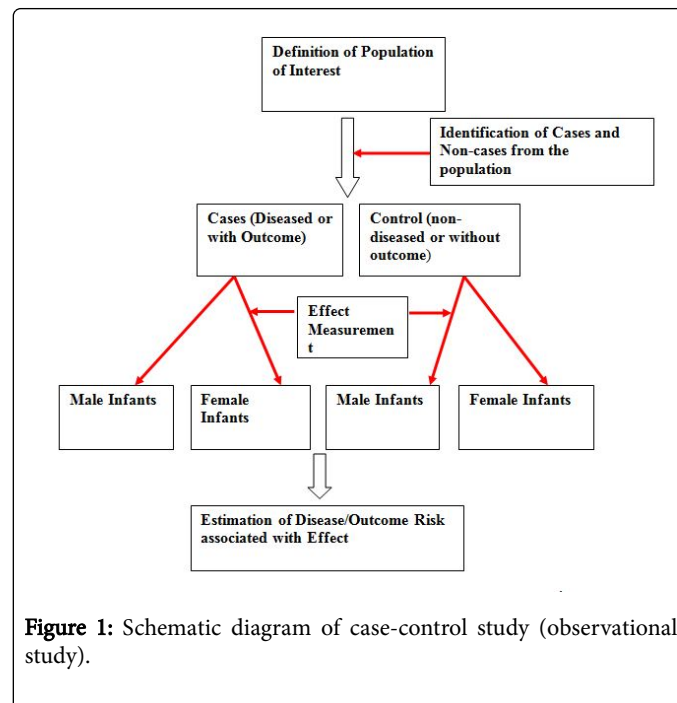 Definition of Population
of Interest
Identification of Cases and
Non-cases from the
population
Cases (Diseased or
with Outcome)
Control (non-
diseased or without
outcome)
Effect
Measuremen
t
Male Infants
Female
Infants
Male Infants
Female Infants
Estimation of Disease/Outcome Risk
associated with Effect
Figure 1: Schematic diagram of case-control study (observational
study).